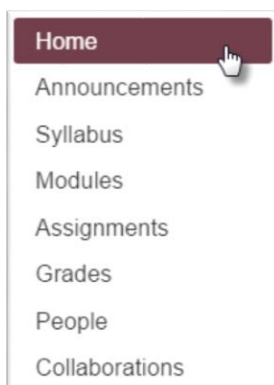 Home
Announcements
Syllabus
Modules
Assignments
Grades
People
Collaborations